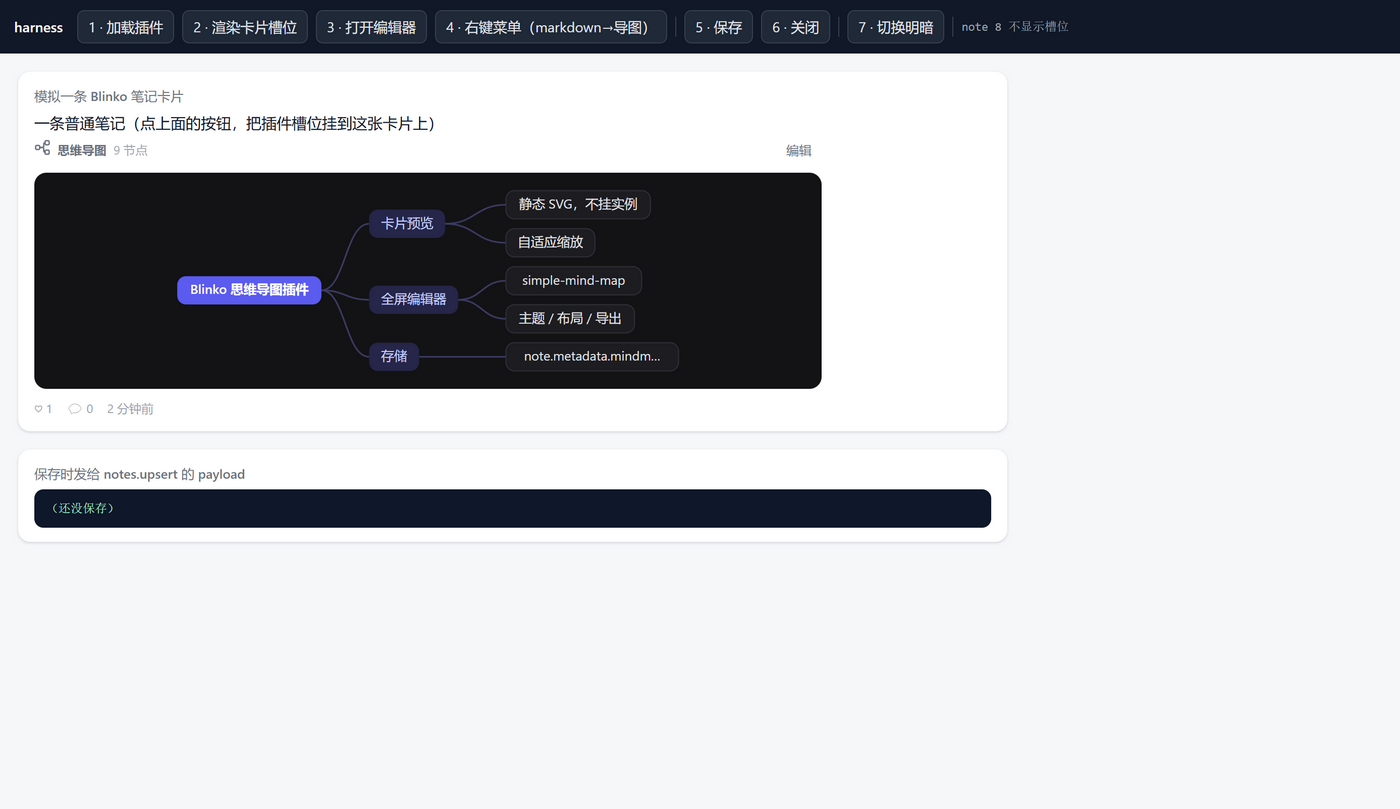 harness 1 · 加载插件 2 · 渲染卡片槽位 3 · 打开编辑器 4 · 右键菜单（markdown→导图） 5 · 保存 6 · 关闭 7 · 切换明暗 note 8 不显示槽位
模拟一条 Blinko 笔记卡片
一条普通笔记（点上面的按钮，把插件槽位挂到这张卡片上）
思维导图 9 节点 编辑
Blinko 思维导图插件
卡片预览
静态 SVG，不挂实例
自适应缩放
全屏编辑器
simple-mind-map
主题 / 布局 / 导出
存储
note.metadata.mindm...
1 0 2 分钟前
保存时发给 notes.upsert 的 payload
（还没保存）